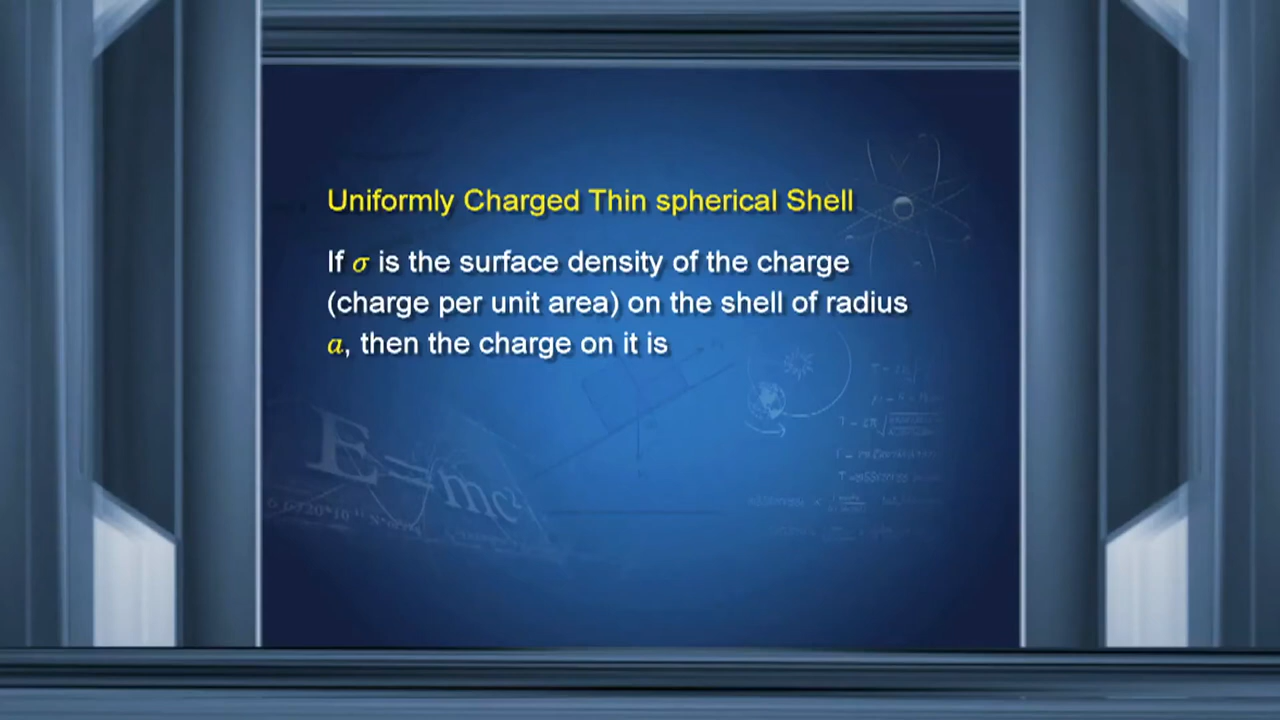 Uniformly Charged Thin spherical Shell
If σ is the surface density of the charge
(charge per unit area) on the shell of radius
a, then the charge on it is
E=mc²